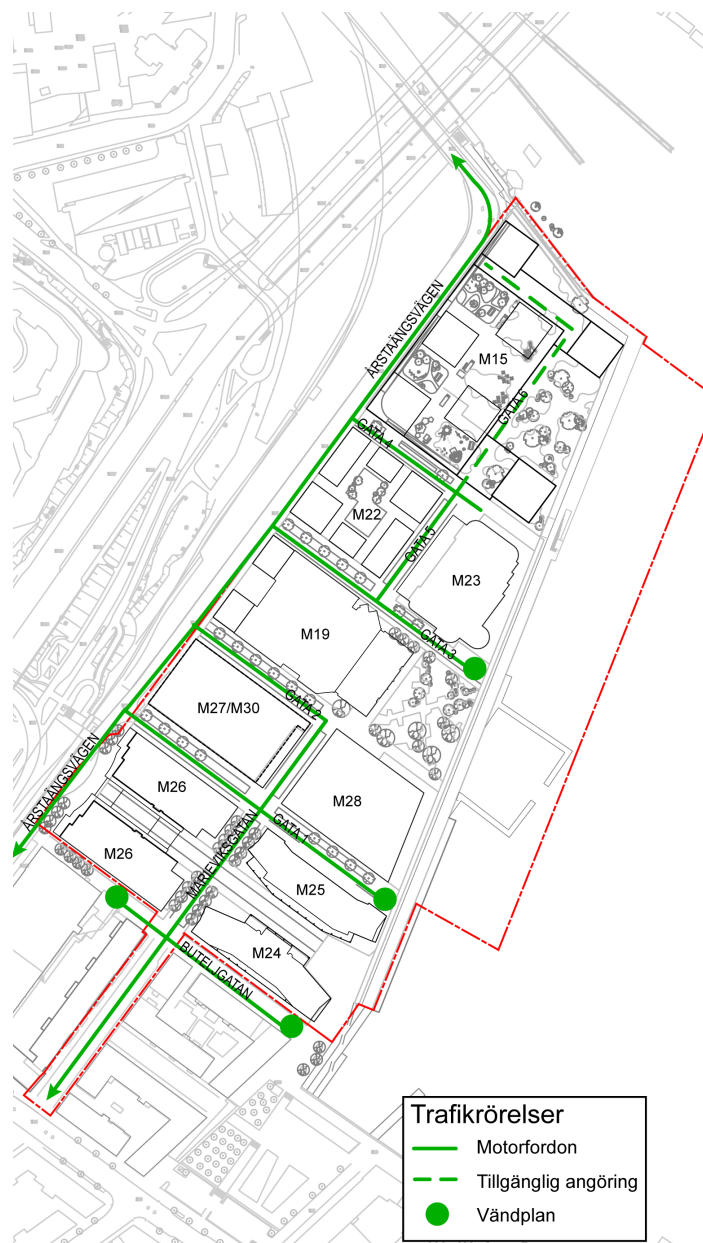 ÅRSTAÄNGSVÄGEN
M15
GATA 6
GATA 4
M22
GATA 5
M23
M19
GATA 3
M27/M30
GATA 2
ÅRSTAÄNGSVÄGEN
M26
M28
MARIEVIKSGATAN
GATA 1
M26
M25
M24
BUTELJGATAN
Trafikrörelser
Motorfordon
Tillgänglig angöring
Vändplan